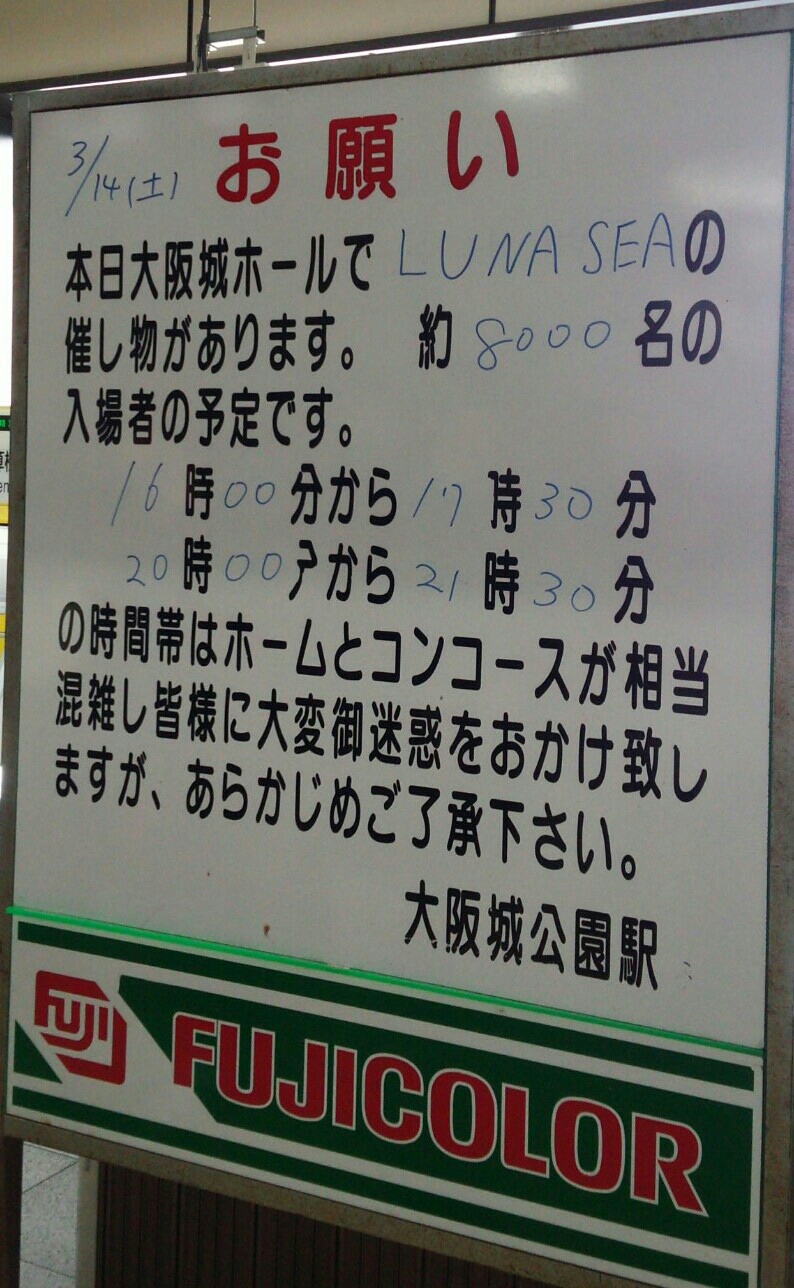 3/14(土) お願い
本日大阪城ホールで LUNA SEAの
催し物があります。 約 8000 名の
入場者の予定です。
16 時 00 分から 17 時 30 分
20 時 00 分から 21 時 30 分
の時間帯はホームとコンコースが相当
混雑し皆様に大変御迷惑をおかけ致し
ますが、あらかじめご了承下さい。
大阪城公園駅
FUJI FUJICOLOR